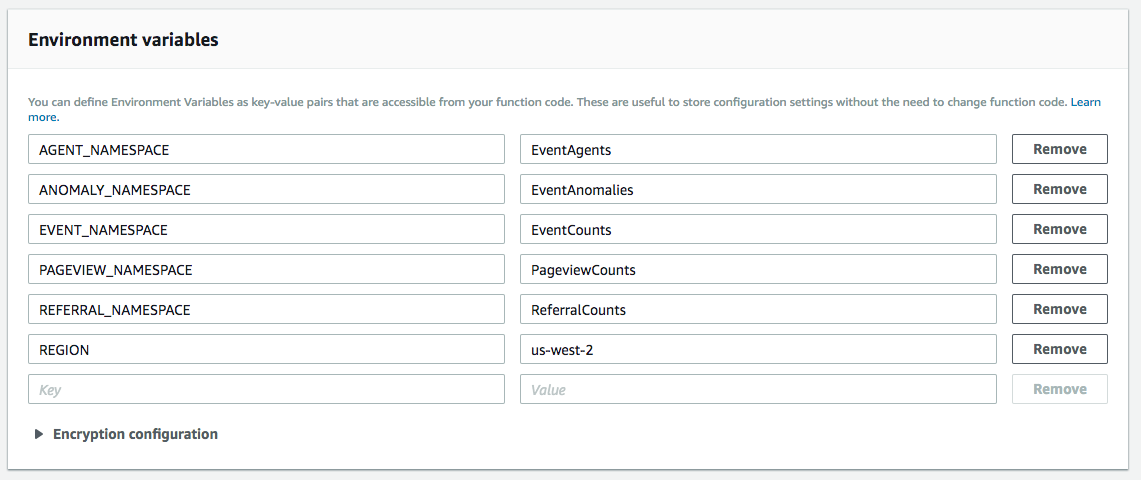 Environment variables
You can define Environment Variables as key-value pairs that are accessible from your function code. These are useful to store configuration settings without the need to change function code. Learn
more.
AGENT_NAMESPACE EventAgents Remove
ANOMALY_NAMESPACE EventAnomalies Remove
EVENT_NAMESPACE EventCounts Remove
PAGEVIEW_NAMESPACE PageviewCounts Remove
REFERRAL_NAMESPACE ReferralCounts Remove
REGION us-west-2 Remove
Key Value Remove
Encryption configuration